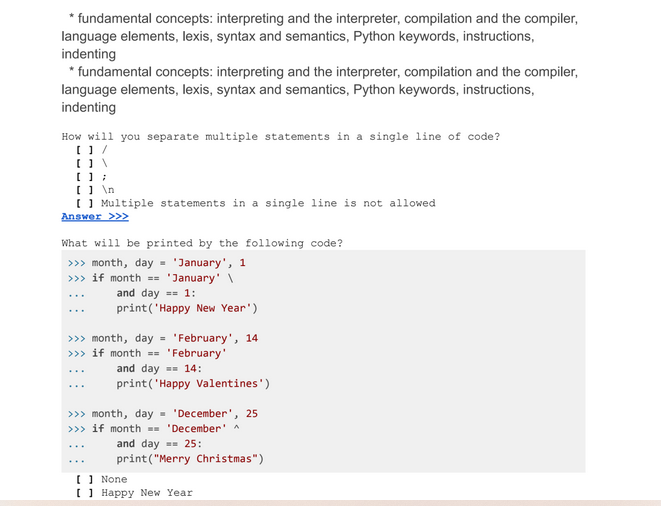 * fundamental concepts: interpreting and the interpreter, compilation and the compiler,
language elements, lexis, syntax and semantics, Python keywords, instructions,
indenting
* fundamental concepts: interpreting and the interpreter, compilation and the compiler,
language elements, lexis, syntax and semantics, Python keywords, instructions,
indenting
How will you separate multiple statements in a single line of code?
[ ] /
[ ] \
[ ] ;
[ ] \n
[ ] Multiple statements in a single line is not allowed
Answer >>>
What will be printed by the following code?
>>> month, day = 'January', 1
>>> if month == 'January' \
...     and day == 1:
...     print('Happy New Year')
>>> month, day = 'February', 14
>>> if month == 'February'
...     and day == 14:
...     print('Happy Valentines')
>>> month, day = 'December', 25
>>> if month == 'December' ^
...     and day == 25:
...     print("Merry Christmas")
[ ] None
[ ] Happy New Year